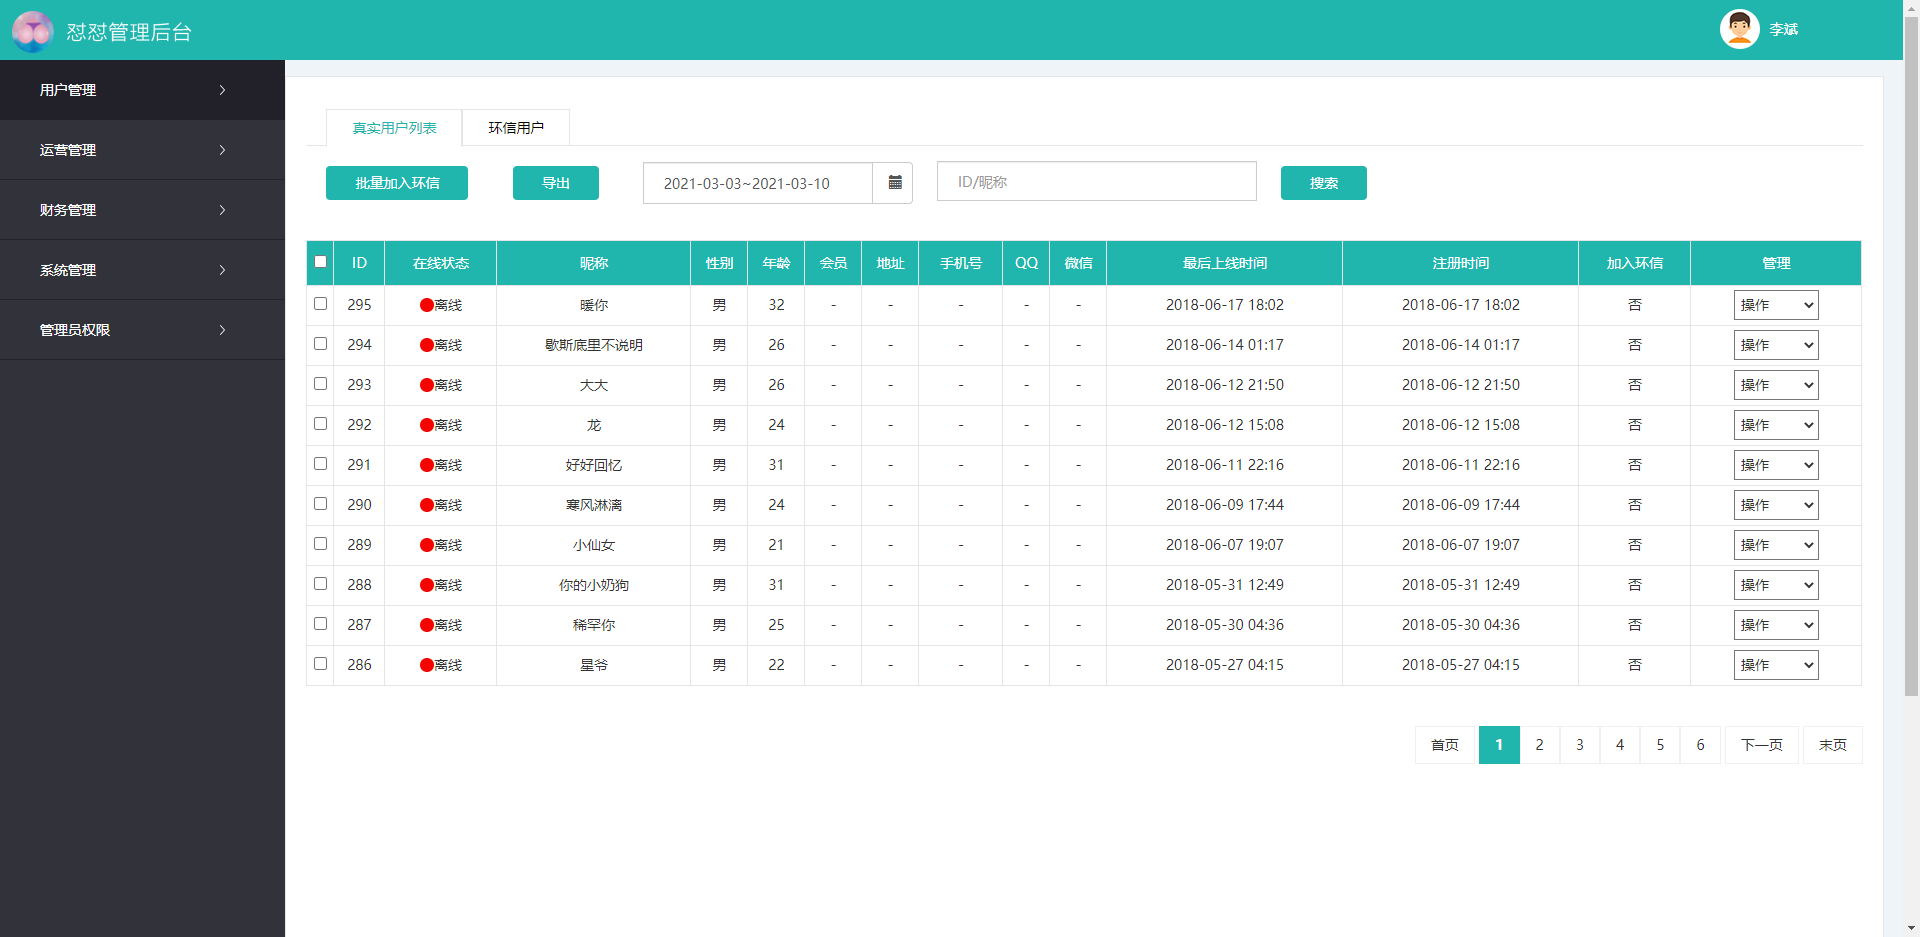 怼怼管理后台
李斌
用户管理
运营管理
财务管理
系统管理
管理员权限
真实用户列表 环信用户
批量加入环信 导出 2021-03-03~2021-03-10 ID/昵称 搜索
ID 在线状态 昵称 性别 年龄 会员 地址 手机号 QQ 微信 最后上线时间 注册时间 加入环信 管理
295 离线 暖你 男 32 - - - - - 2018-06-17 18:02 2018-06-17 18:02 否 操作
294 离线 歇斯底里不说明 男 26 - - - - - 2018-06-14 01:17 2018-06-14 01:17 否 操作
293 离线 大大 男 26 - - - - - 2018-06-12 21:50 2018-06-12 21:50 否 操作
292 离线 龙 男 24 - - - - - 2018-06-12 15:08 2018-06-12 15:08 否 操作
291 离线 好好回忆 男 31 - - - - - 2018-06-11 22:16 2018-06-11 22:16 否 操作
290 离线 寒风淋漓 男 24 - - - - - 2018-06-09 17:44 2018-06-09 17:44 否 操作
289 离线 小仙女 男 21 - - - - - 2018-06-07 19:07 2018-06-07 19:07 否 操作
288 离线 你的小奶狗 男 31 - - - - - 2018-05-31 12:49 2018-05-31 12:49 否 操作
287 离线 稀罕你 男 25 - - - - - 2018-05-30 04:36 2018-05-30 04:36 否 操作
286 离线 星爷 男 22 - - - - - 2018-05-27 04:15 2018-05-27 04:15 否 操作
首页 1 2 3 4 5 6 下一页 末页